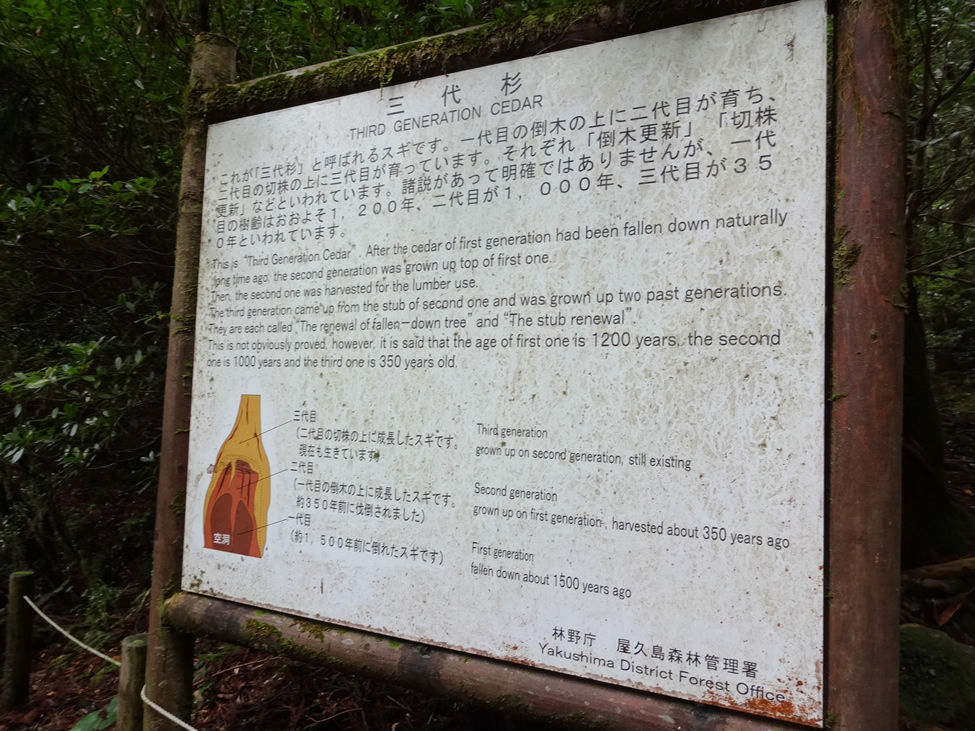 三代杉
THIRD GENERATION CEDAR
これが「三代杉」と呼ばれるスギです。一代目の倒木の上に二代目が育ち、
二代目の切株の上に三代目が育っています。それぞれ「倒木更新」「切株
更新」などといわれています。諸説があって明確ではありませんが、一代
目の樹齢はおおよそ1，200年、二代目が1，000年、三代目が35
0年といわれています。
This is "Third Generation Cedar". After the cedar of first generation had been fallen down naturally
long time ago, the second generation was grown up top of first one.
Then, the second one was harvested for the lumber use.
The third generation came up from the stub of second one and was grown up two past generations.
They are each called "The renewal of fallen-down tree" and "The stub renewal".
This is not obviously proved, however, it is said that the age of first one is 1200 years, the second
one is 1000 years and the third one is 350 years old.
三代目
（二代目の切株の上に成長したスギです。
現在も生きています）
二代目
（一代目の倒木の上に成長したスギです。
約350年前に伐倒されました）
一代目
（約1，500年前に倒れたスギです）
空洞
Third generation
grown up on second generation, still existing
Second generation
grown up on first generation, harvested about 350 years ago
First generation
fallen down about 1500 years ago
林野庁 屋久島森林管理署
Yakushima District Forest Office